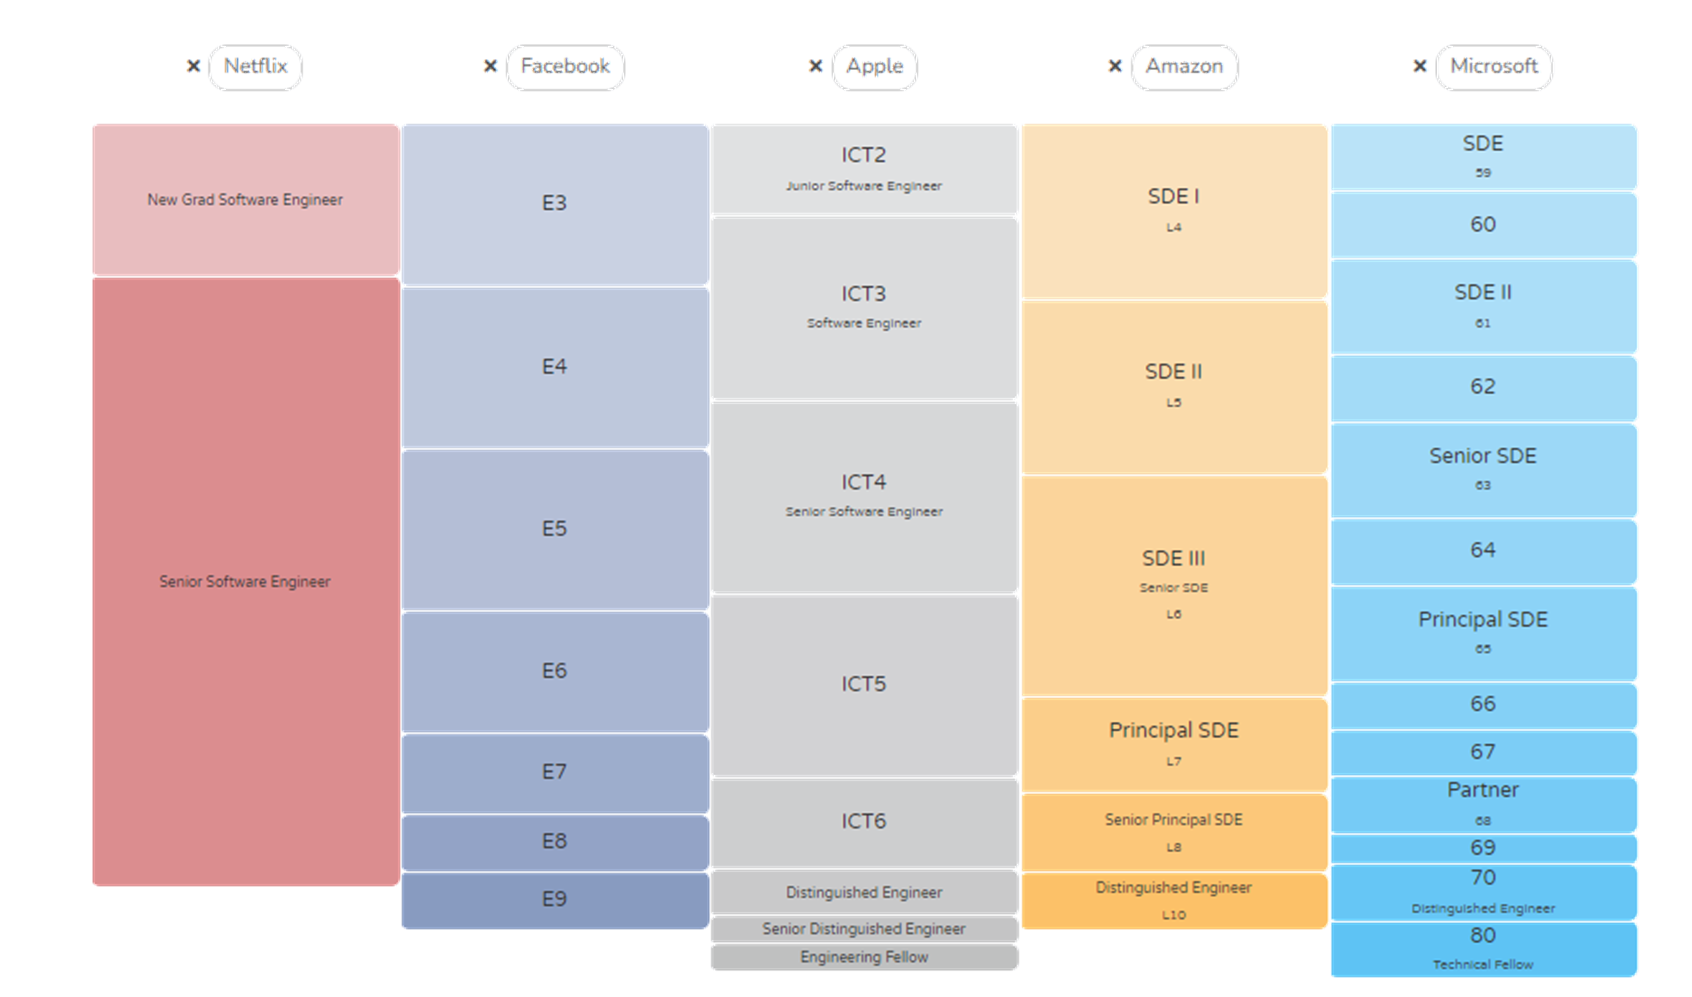 × Netflix
× Facebook
× Apple
× Amazon
× Microsoft
New Grad Software Engineer
Senior Software Engineer
E3
E4
E5
E6
E7
E8
E9
ICT2
Junior Software Engineer
ICT3
Software Engineer
ICT4
Senior Software Engineer
ICT5
ICT6
Distinguished Engineer
Senior Distinguished Engineer
Engineering Fellow
SDE I
L4
SDE II
L5
SDE III
Senior SDE
L6
Principal SDE
L7
Senior Principal SDE
L8
Distinguished Engineer
L10
SDE
59
60
SDE II
61
62
Senior SDE
63
64
Principal SDE
65
66
67
Partner
68
69
70
Distinguished Engineer
80
Technical Fellow